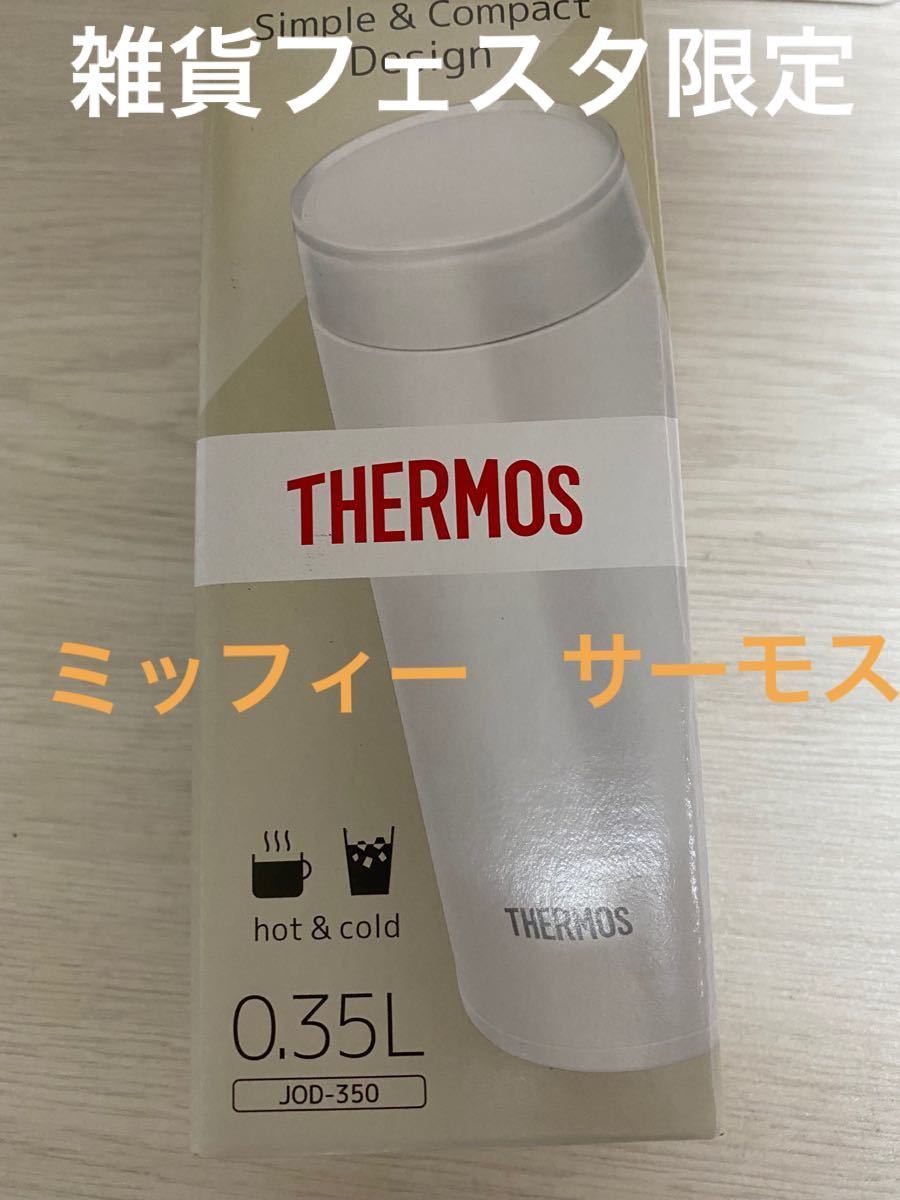 Simple & Compact
Design
雑貨フェスタ限定
THERMOS
ミッフィー　サーモス
THERMOS
hot & cold
0.35L
JOD-350